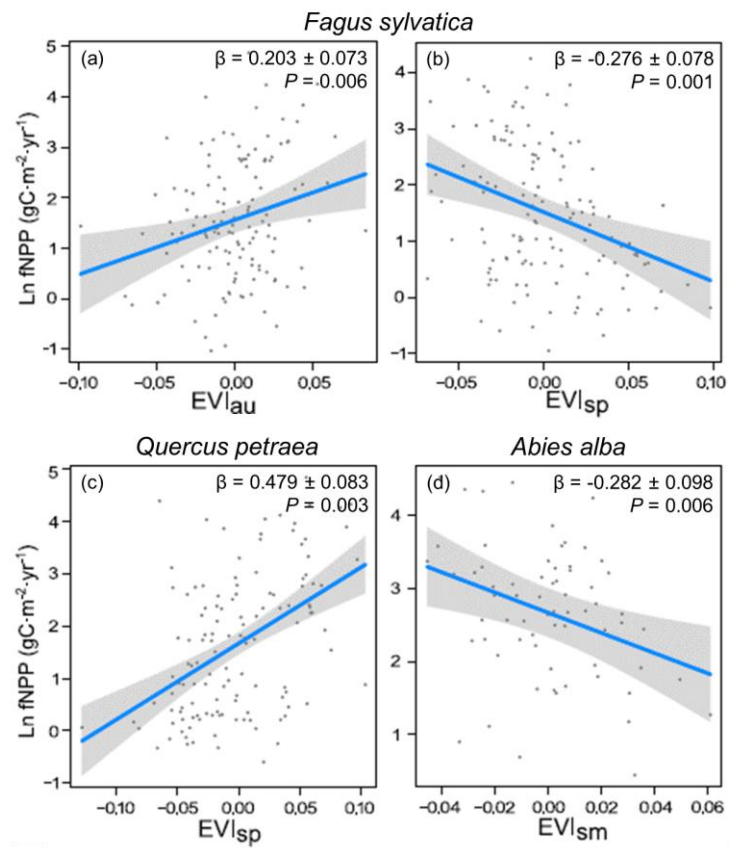 Fagus sylvatica
(a)
β = 0.203 ± 0.073
P = 0.006
5
4
3
2
1
0
-1
Ln fNPP (gC·m⁻²·yr⁻¹)
-0.10 -0.05 0.00 0.05
EVIau
(b)
β = -0.276 ± 0.078
P = 0.001
4
3
2
1
0
-1
-0.05 0.00 0.05 0.10
EVIsp
Quercus petraea
(c)
β = 0.479 ± 0.083
P = 0.003
5
4
3
2
1
0
-1
Ln fNPP (gC·m⁻²·yr⁻¹)
-0.10 -0.05 0.00 0.05 0.10
EVIsp
Abies alba
(d)
β = -0.282 ± 0.098
P = 0.006
4
3
2
1
-0.04 -0.02 0.00 0.02 0.04 0.06
EVIsm